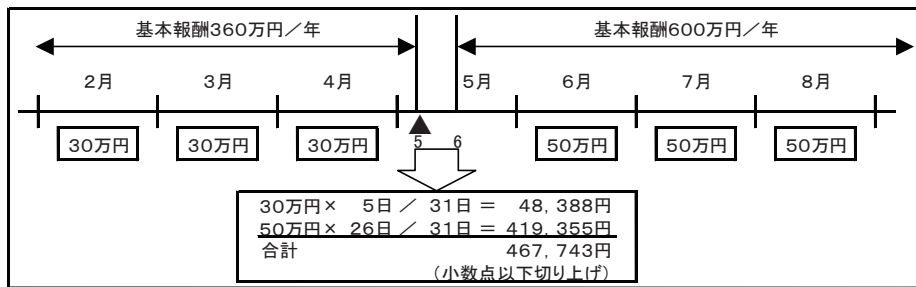 基本報酬360万円／年 基本報酬600万円／年
2月 3月 4月 5月 6月 7月 8月
30万円 30万円 30万円 5 6 50万円 50万円 50万円
30万円× 5日 ／ 31日 ＝ 48,388円
50万円× 26日 ／ 31日 ＝ 419,355円
合計 467,743円
（小数点以下切り上げ）